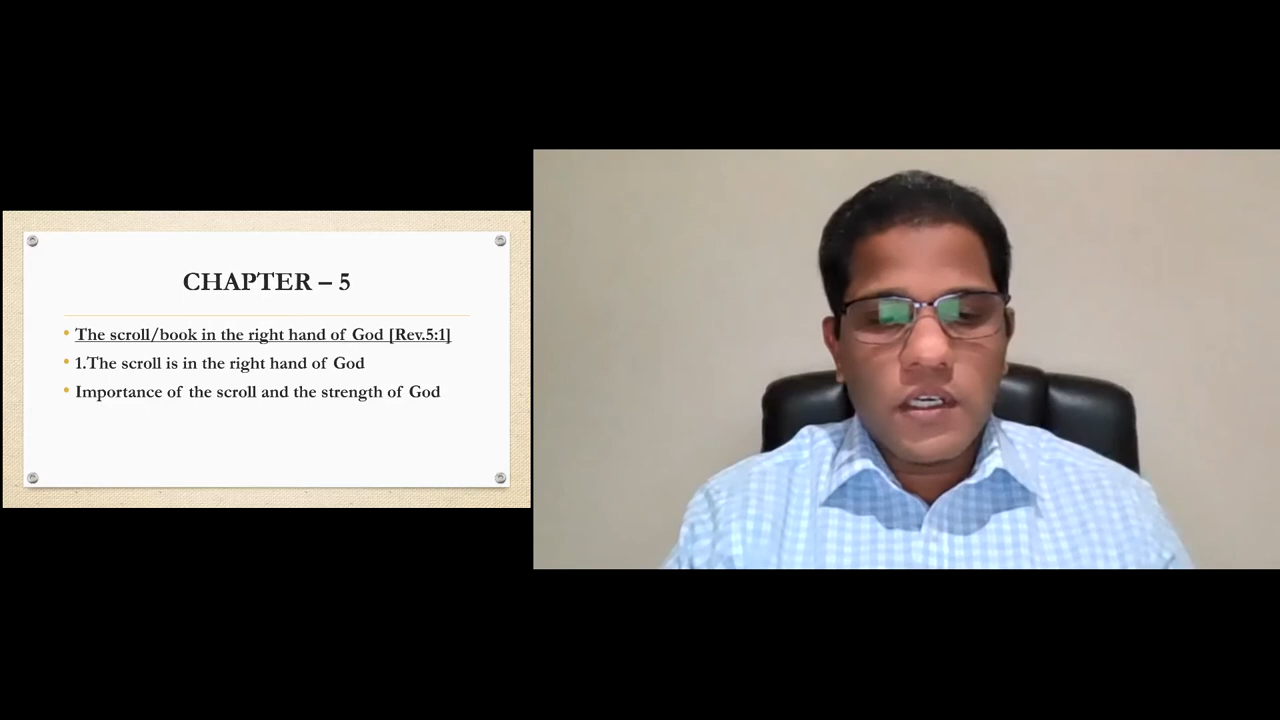 CHAPTER – 5
The scroll/book in the right hand of God [Rev.5:1]
1.The scroll is in the right hand of God
Importance of the scroll and the strength of God